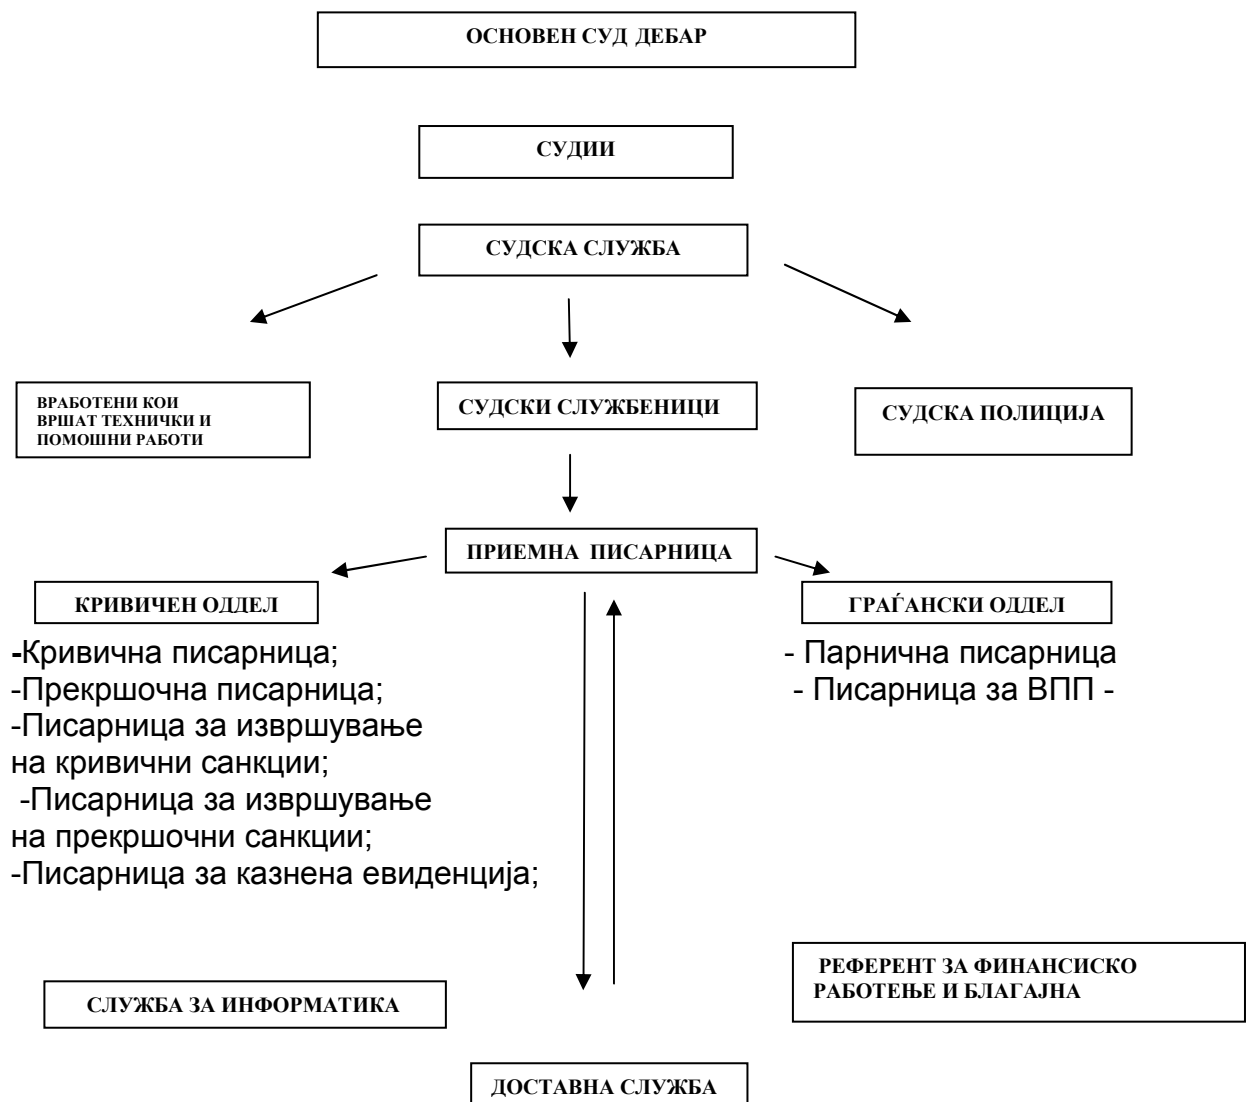 ОСНОВЕН СУД ДЕБАР
СУДИИ
СУДСКА СЛУЖБА
ВРАБОТЕНИ КОИ
ВРШАТ ТЕХНИЧКИ И
ПОМОШНИ РАБОТИ
СУДСКИ СЛУЖБЕНИЦИ
СУДСКА ПОЛИЦИЈА
ПРИЕМНА ПИСАРНИЦА
КРИВИЧЕН ОДДЕЛ
-Кривична писарница;
-Прекршочна писарница;
-Писарница за извршување
на кривични санкции;
-Писарница за извршување
на прекршочни санкции;
-Писарница за казнена евиденција;
ГРАЃАНСКИ ОДДЕЛ
- Парнична писарница
- Писарница за ВПП -
СЛУЖБА ЗА ИНФОРМАТИКА
РЕФЕРЕНТ ЗА ФИНАНСИСКО
РАБОТЕЊЕ И БЛАГАЈНА
ДОСТАВНА СЛУЖБА